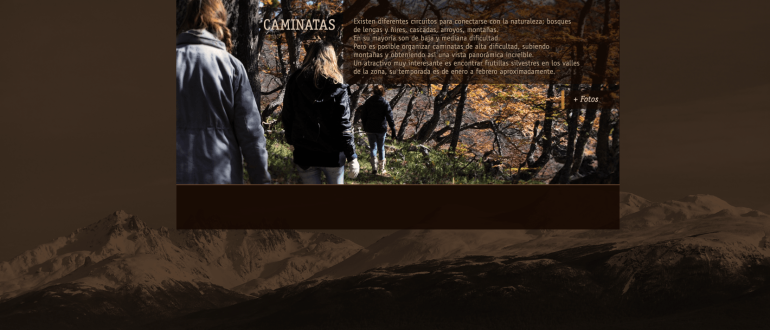 CAMINATAS
Existen diferentes circuitos para conectarse con la naturaleza: bosques
de lengas y ñires, cascadas, arroyos, montañas.
En su mayoría son de baja y mediana dificultad.
Pero es posible organizar caminatas de alta dificultad, subiendo
montañas y obteniendo así una vista panorámica increíble.
Un atractivo muy interesante es encontrar frutillas silvestres en los valles
de la zona, su temporada es de enero a febrero aproximadamente.
+ Fotos